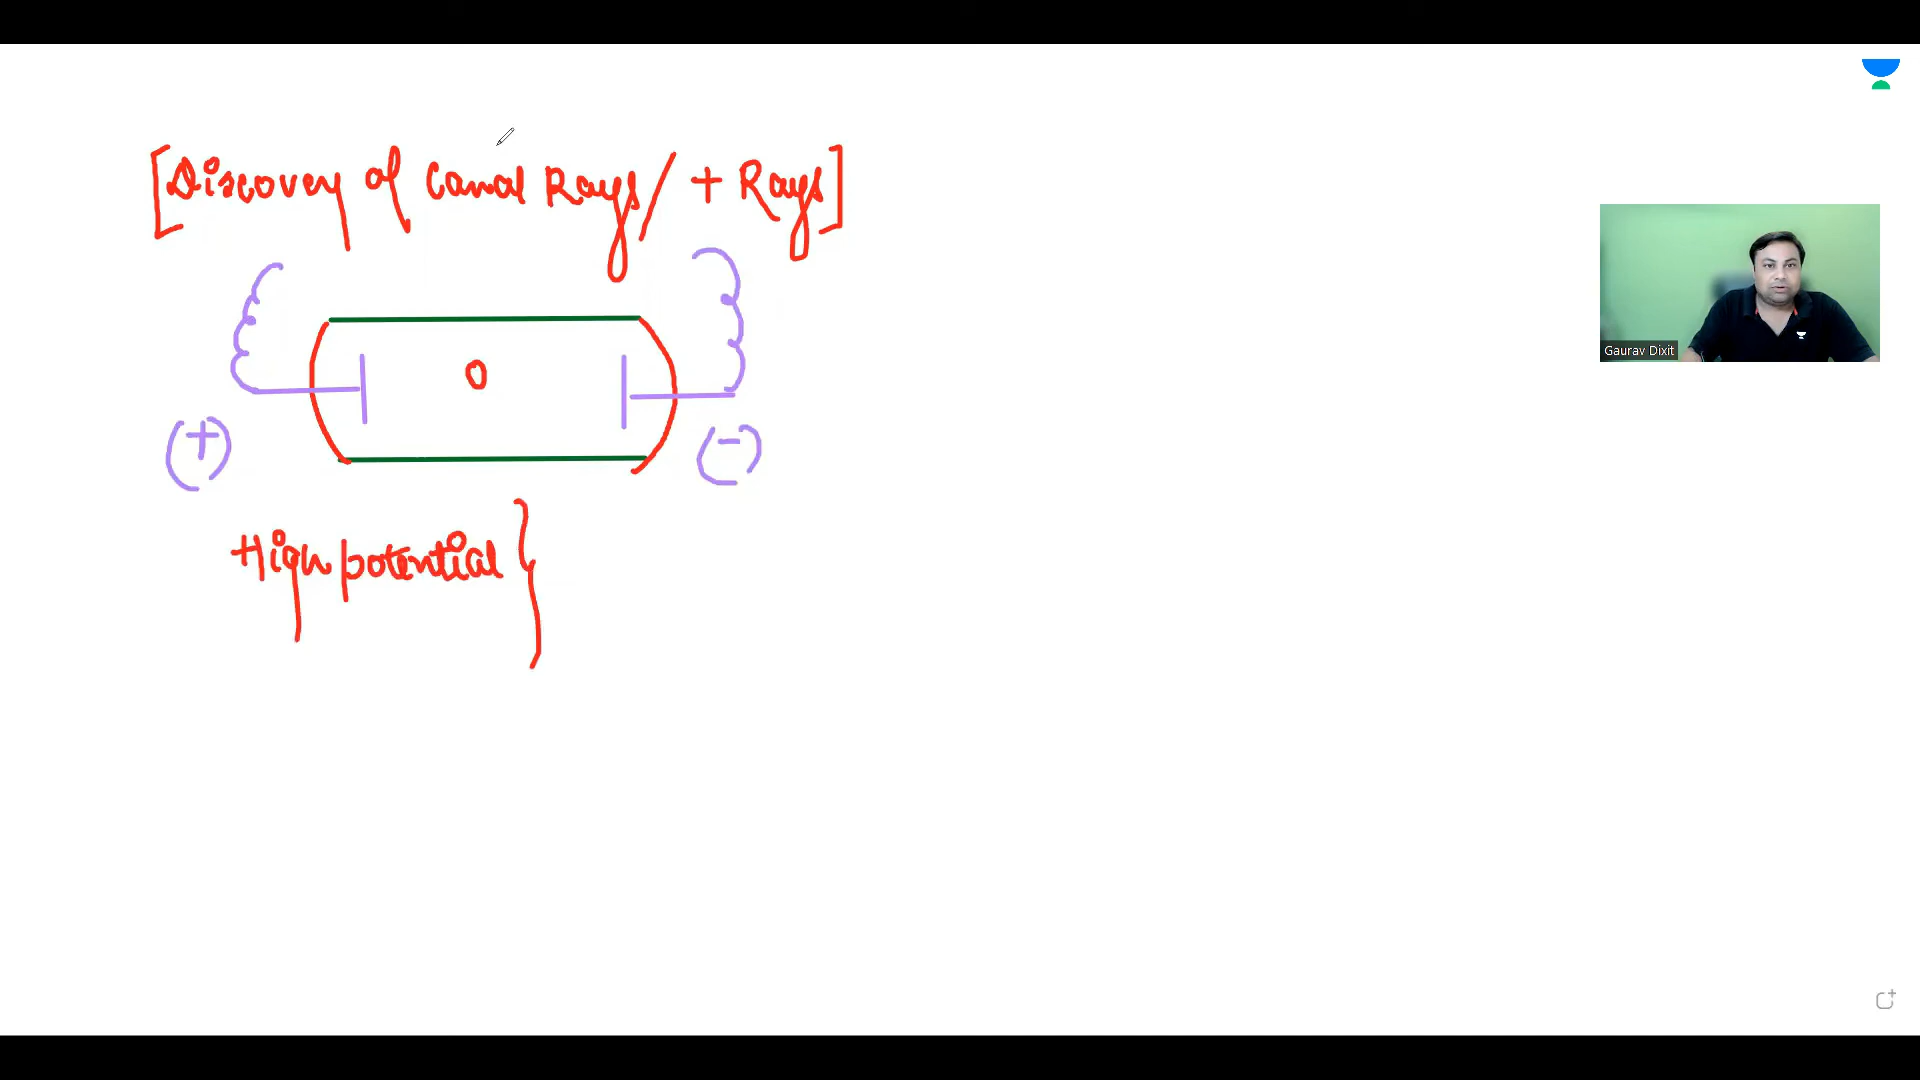 [Discovery of Canal Rays/ + Rays]
O
(+)
(-)
High potential }
Gaurav Dixit